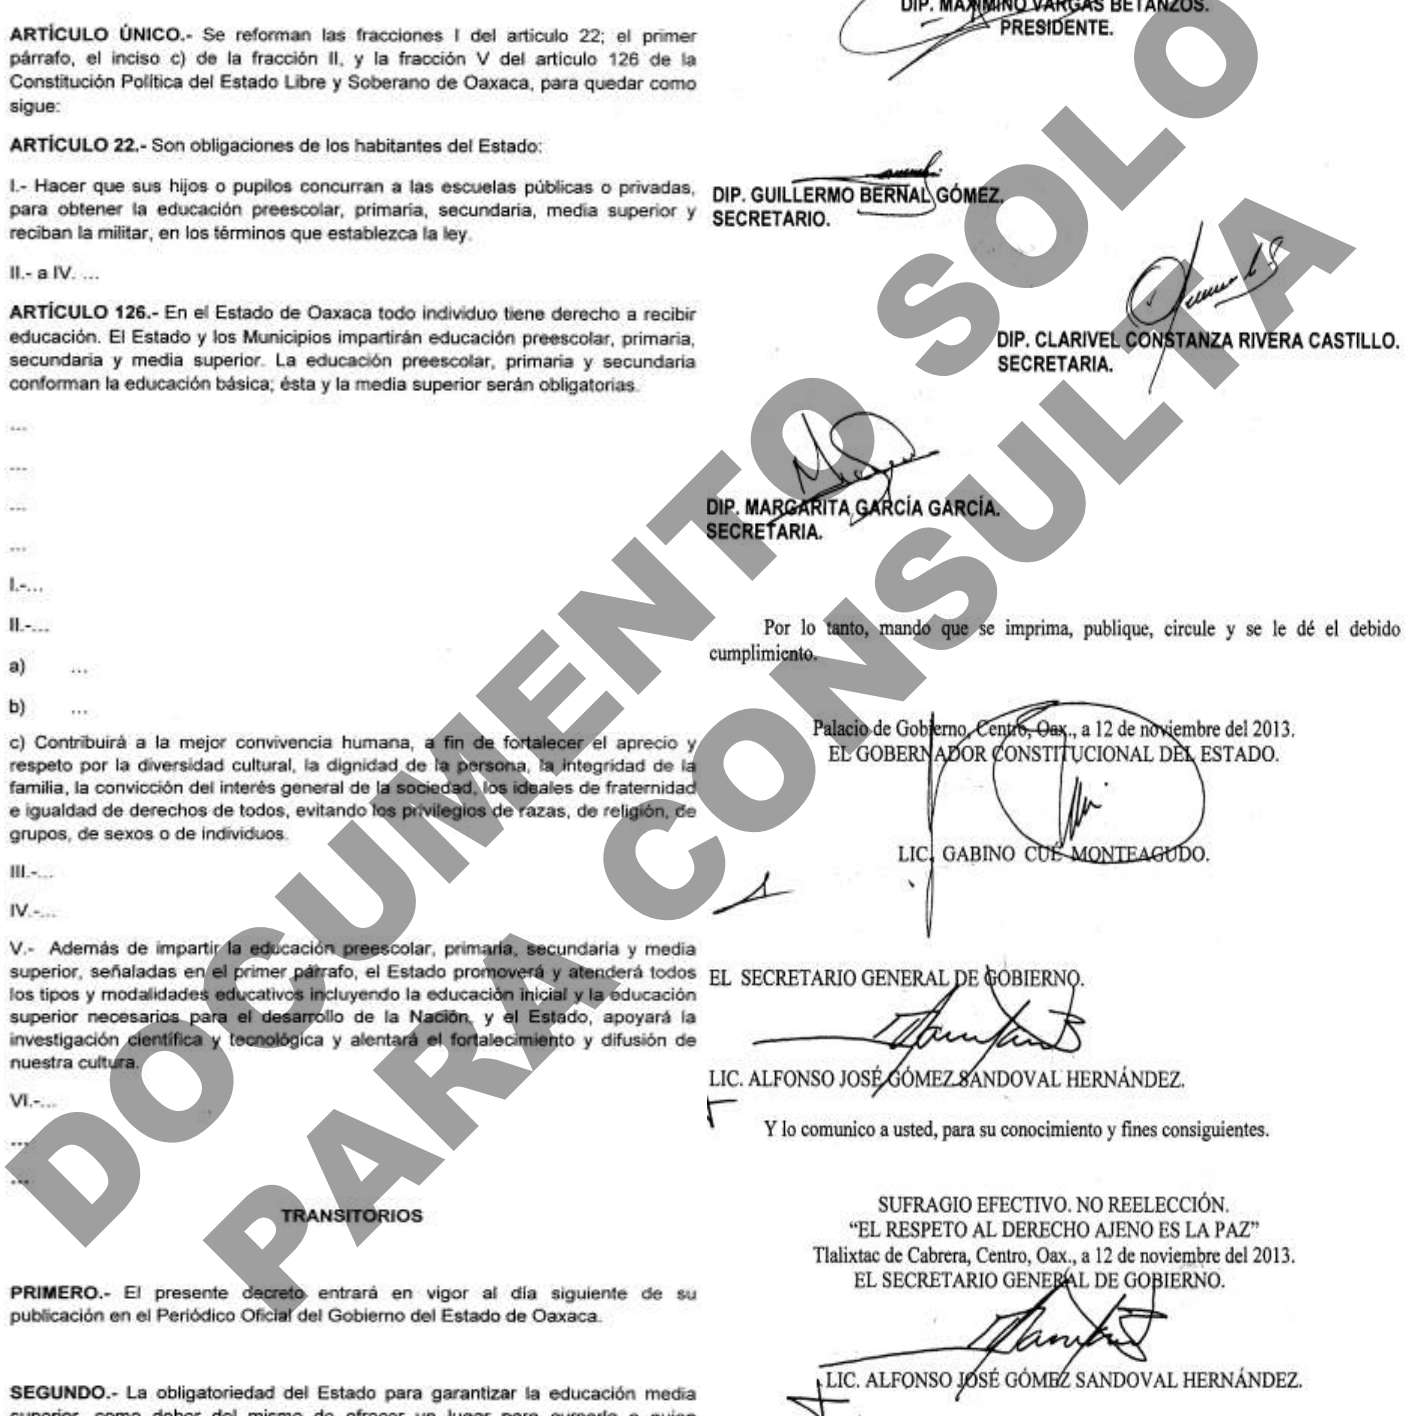 ARTÍCULO ÚNICO.- Se reforman las fracciones I del articulo 22; el primer
párrafo, el inciso c) de la fracción II, y la fracción V del artículo 126 de la
Constitución Política del Estado Libre y Soberano de Oaxaca, para quedar como
sigue:
ARTÍCULO 22.- Son obligaciones de los habitantes del Estado:
I.- Hacer que sus hijos o pupilos concurran a las escuelas públicas o privadas,
para obtener la educación preescolar, primaria, secundaria, media superior y
reciban la militar, en los términos que establezca la ley.
II.- a IV. ...
ARTÍCULO 126.- En el Estado de Oaxaca todo individuo tiene derecho a recibir
educación. El Estado y los Municipios impartirán educación preescolar, primaria,
secundaria y media superior. La educación preescolar, primaria y secundaria
conforman la educación básica; ésta y la media superior serán obligatorias.
...
...
...
...
I.-...
II.-...
a) ...
b) ...
c) Contribuirá a la mejor convivencia humana, a fin de fortalecer el aprecio y
respeto por la diversidad cultural, la dignidad de la persona, la integridad de la
familia, la convicción del interés general de la sociedad, los ideales de fraternidad
e igualdad de derechos de todos, evitando los privilegios de razas, de religión, de
grupos, de sexos o de individuos.
III.-...
IV.-...
V.- Además de impartir la educación preescolar, primaria, secundaria y media
superior, señaladas en el primer párrafo, el Estado promoverá y atenderá todos
los tipos y modalidades educativos incluyendo la educación inicial y la educación
superior necesarios para el desarrollo de la Nación, y el Estado, apoyará la
investigación científica y tecnológica y alentará el fortalecimiento y difusión de
nuestra cultura.
VI.-...
...
...
TRANSITORIOS
PRIMERO.- El presente decreto entrará en vigor al día siguiente de su
publicación en el Periódico Oficial del Gobierno del Estado de Oaxaca.
SEGUNDO.- La obligatoriedad del Estado para garantizar la educación media
superior, como deber del mismo de ofrecer un lugar para cursarla a quien
DIP. MAXIMINO VARGAS BETANZOS.
PRESIDENTE.
DIP. GUILLERMO BERNAL GÓMEZ.
SECRETARIO.
DIP. CLARIVEL CONSTANZA RIVERA CASTILLO.
SECRETARIA.
DIP. MARGARITA GARCÍA GARCÍA.
SECRETARIA.
Por lo tanto, mando que se imprima, publique, circule y se le dé el debido
cumplimiento.
Palacio de Gobierno, Centro, Oax., a 12 de noviembre del 2013.
EL GOBERNADOR CONSTITUCIONAL DEL ESTADO.
LIC. GABINO CUÉ MONTEAGUDO.
EL SECRETARIO GENERAL DE GOBIERNO.
LIC. ALFONSO JOSÉ GÓMEZ SANDOVAL HERNÁNDEZ.
Y lo comunico a usted, para su conocimiento y fines consiguientes.
SUFRAGIO EFECTIVO. NO REELECCIÓN.
“EL RESPETO AL DERECHO AJENO ES LA PAZ”
Tlalixtac de Cabrera, Centro, Oax., a 12 de noviembre del 2013.
EL SECRETARIO GENERAL DE GOBIERNO.
LIC. ALFONSO JOSÉ GÓMEZ SANDOVAL HERNÁNDEZ.
DOCUMENTO SOLO
PARA CONSULTA